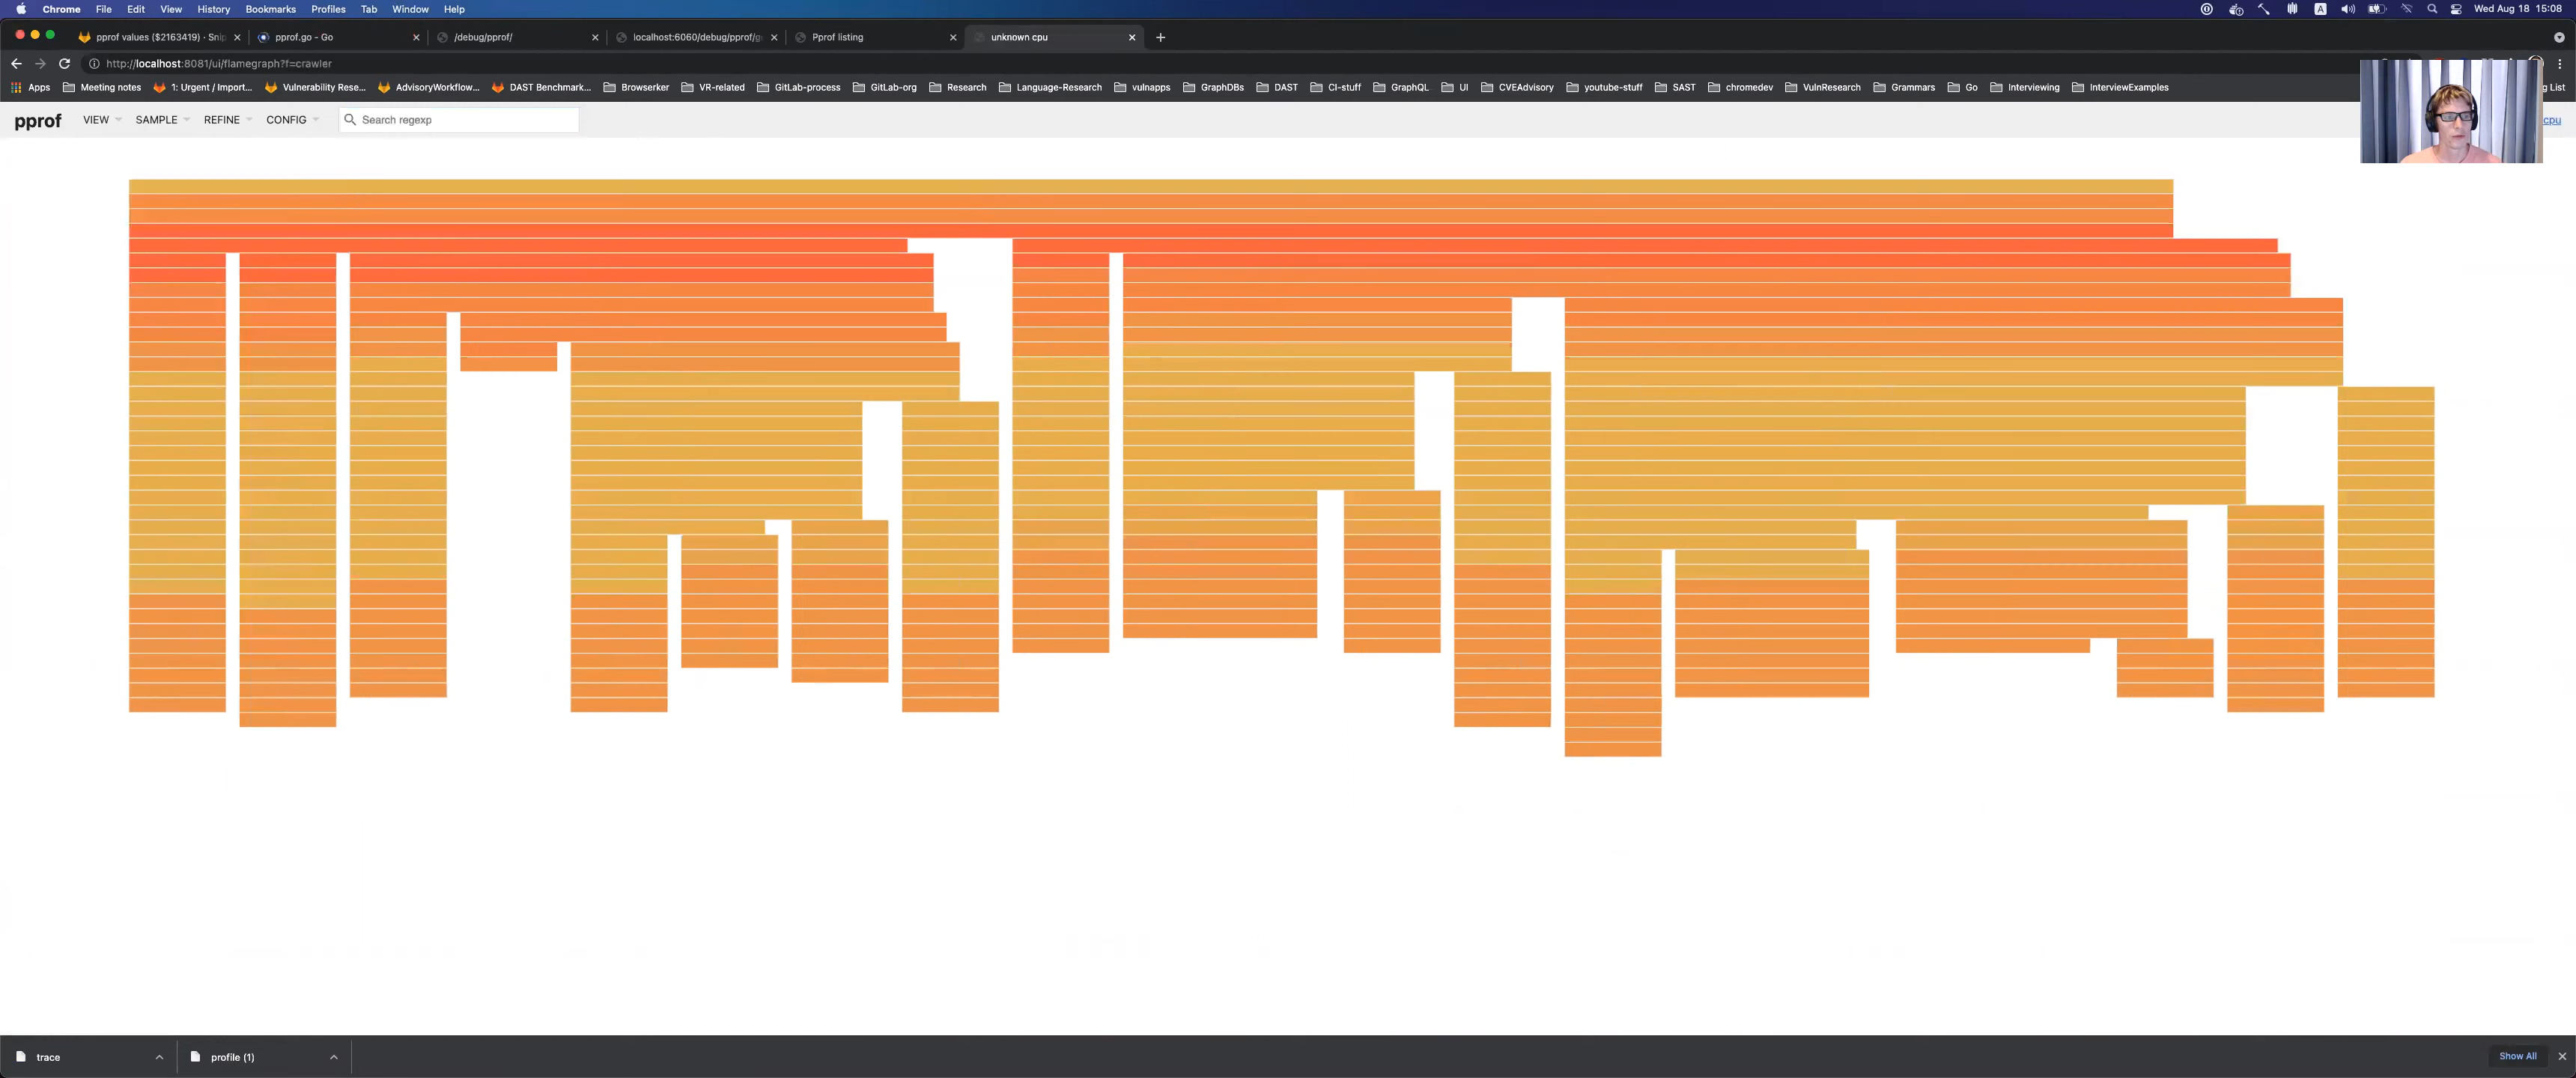 Chrome File Edit View History Bookmarks Profiles Tab Window Help A Wed Aug 18 15:08
pprof values ($2163419) · Snip pprof.go - Go /debug/pprof/ localhost:6060/debug/pprof/g Pprof listing unknown cpu
http://localhost:8081/ui/flamegraph?f=crawler
Apps Meeting notes 1: Urgent / Import... Vulnerability Rese... AdvisoryWorkflow... DAST Benchmark... Browserker VR-related GitLab-process GitLab-org Research Language-Research vulnapps GraphDBs DAST CI-stuff GraphQL UI CVEAdvisory youtube-stuff SAST chromedev VulnResearch Grammars Go Interviewing InterviewExamples g List
pprof VIEW SAMPLE REFINE CONFIG Search regexp cpu
trace profile (1) Show All